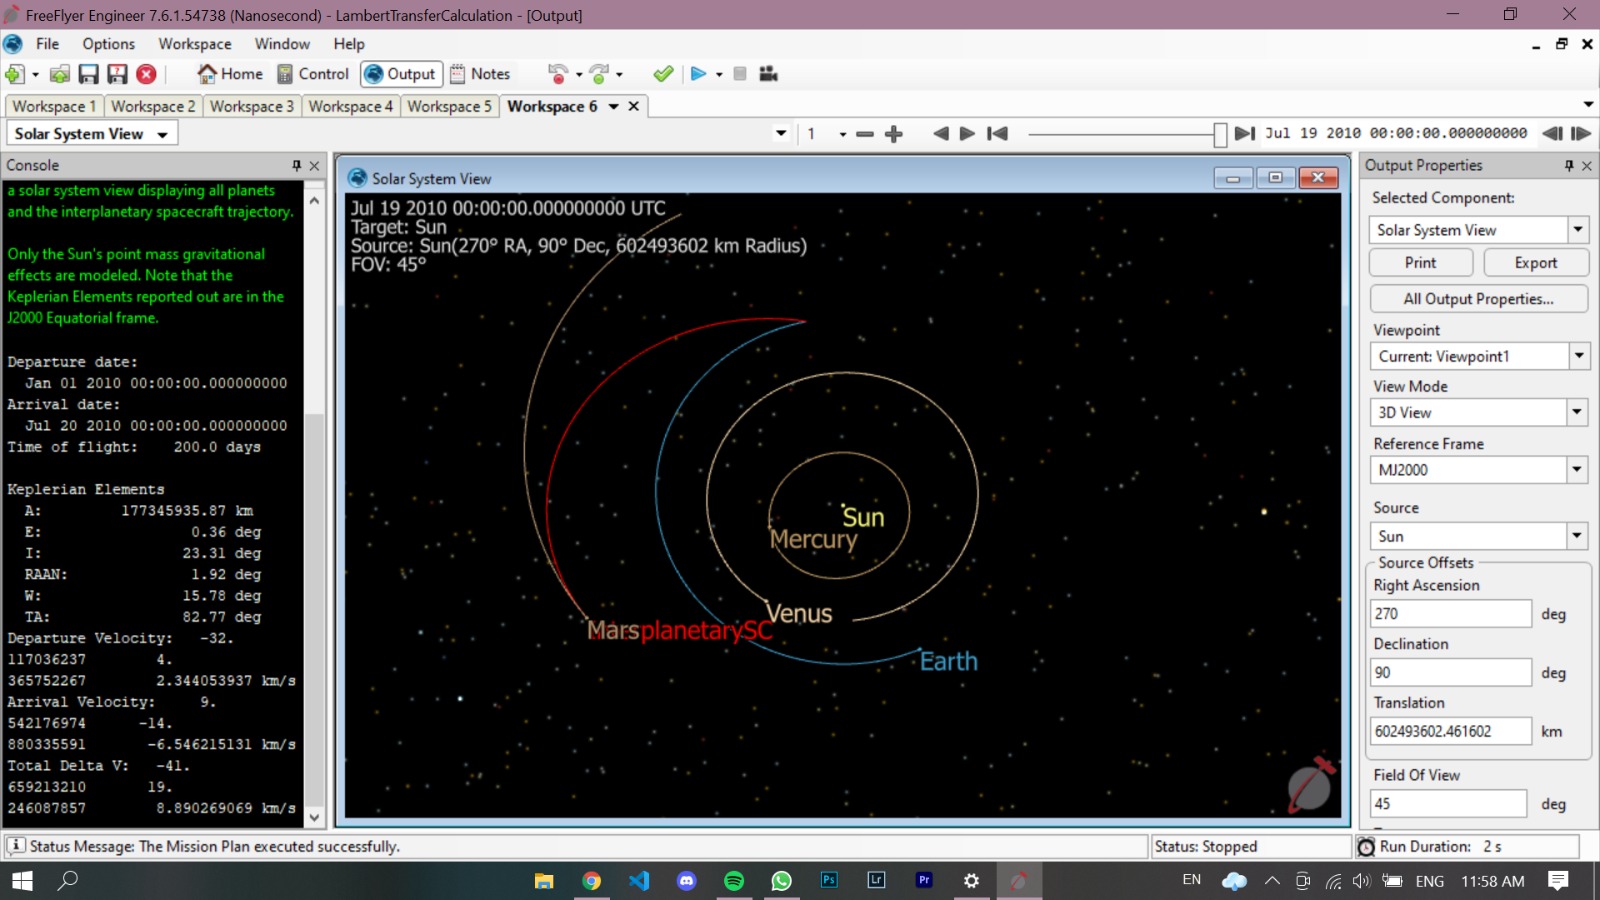 FreeFlyer Engineer 7.6.1.54738 (Nanosecond) - LambertTransferCalculation - [Output]
File Options Workspace Window Help
Home Control Output Notes
Workspace 1 Workspace 2 Workspace 3 Workspace 4 Workspace 5 Workspace 6
Solar System View 1 Jul 19 2010 00:00:00.000000000
Console
a solar system view displaying all planets
and the interplanetary spacecraft trajectory.
Only the Sun's point mass gravitational
effects are modeled. Note that the
Keplerian Elements reported out are in the
J2000 Equatorial frame.
Departure date:
Jan 01 2010 00:00:00.000000000
Arrival date:
Jul 20 2010 00:00:00.000000000
Time of flight: 200.0 days
Keplerian Elements
A: 177345935.87 km
E: 0.36 deg
I: 23.31 deg
RAAN: 1.92 deg
W: 15.78 deg
TA: 82.77 deg
Departure Velocity: -32.
117036237 4.
365752267 2.344053937 km/s
Arrival Velocity: 9.
542176974 -14.
880335591 -6.546215131 km/s
Total Delta V: -41.
659213210 19.
246087857 8.890269069 km/s
Solar System View
Jul 19 2010 00:00:00.000000000 UTC
Target: Sun
Source: Sun(270° RA, 90° Dec, 602493602 km Radius)
FOV: 45°
Sun
Mercury
Venus
MarsplanetarySC
Earth
Output Properties
Selected Component:
Solar System View
Print Export
All Output Properties...
Viewpoint
Current: Viewpoint1
View Mode
3D View
Reference Frame
MJ2000
Source
Sun
Source Offsets
Right Ascension
270 deg
Declination
90 deg
Translation
602493602.461602 km
Field Of View
45 deg
Status Message: The Mission Plan executed successfully. Status: Stopped Run Duration: 2 s
Ps Lr Pr EN ENG 11:58 AM